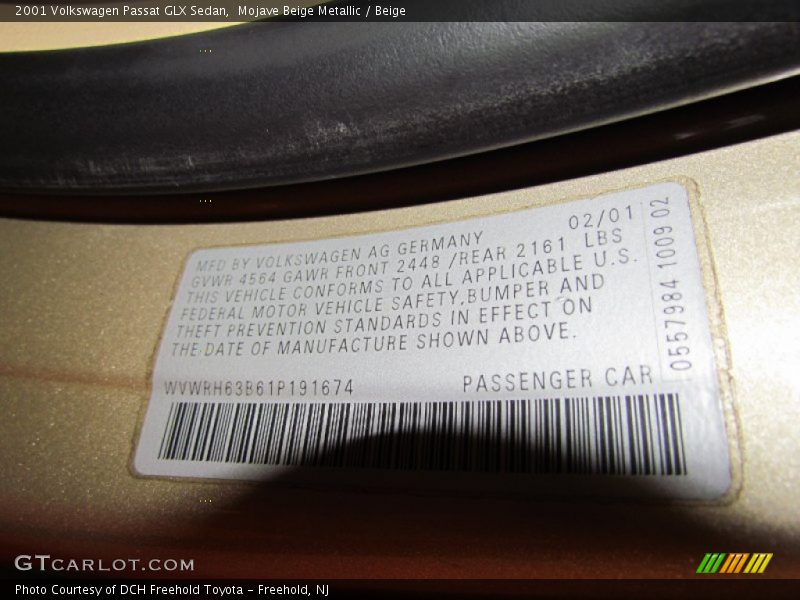 2001 Volkswagen Passat GLX Sedan,  Mojave Beige Metallic / Beige
02/01
MFD BY VOLKSWAGEN AG GERMANY
GVWR 4564 GAWR FRONT 2448 /REAR 2161 LBS
THIS VEHICLE CONFORMS TO ALL APPLICABLE U.S.
FEDERAL MOTOR VEHICLE SAFETY,BUMPER AND
THEFT PREVENTION STANDARDS IN EFFECT ON
THE DATE OF MANUFACTURE SHOWN ABOVE.
WVWRH63B61P191674 PASSENGER CAR
0557984 1009 02
GTCARLOT.COM
Photo Courtesy of DCH Freehold Toyota - Freehold, NJ